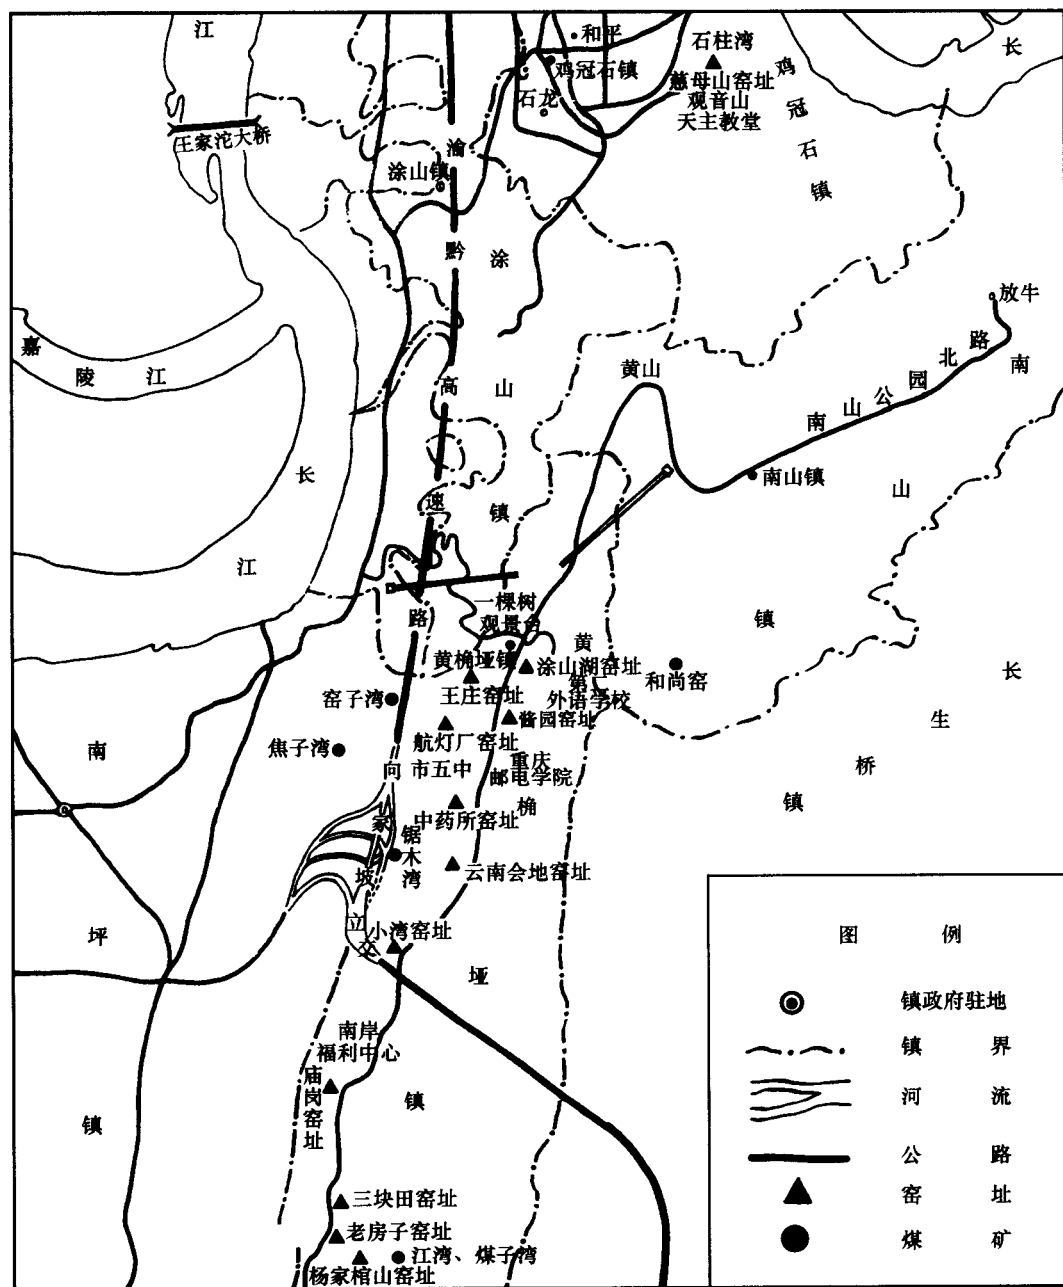 江
和平
石柱湾
长
鸡冠石镇
鸡冠石镇
慈母山窑址
观音山
天主教堂
石龙
王家沱大桥
渝黔高速路
涂山镇
涂山镇
放牛
嘉陵江
黄山
南山公园北路
南山镇
南山镇
长江
一棵树
观景台
黄桷垭镇
黄桷垭镇
涂山湖窑址
第二
外语学校
和尚窑
王庄窑址
窑子湾
酱园窑址
航灯厂窑址
焦子湾
市五中
重庆
邮电学院
长生桥镇
向家坡立交
中药所窑址
锯木湾
云南会地窑址
小湾窑址
南坪镇
南岸
福利中心
庙岗窑址
三块田窑址
老房子窑址
江湾、煤子湾
杨家棺山窑址
图例
镇政府驻地
镇界
河流
公路
窑址
煤矿